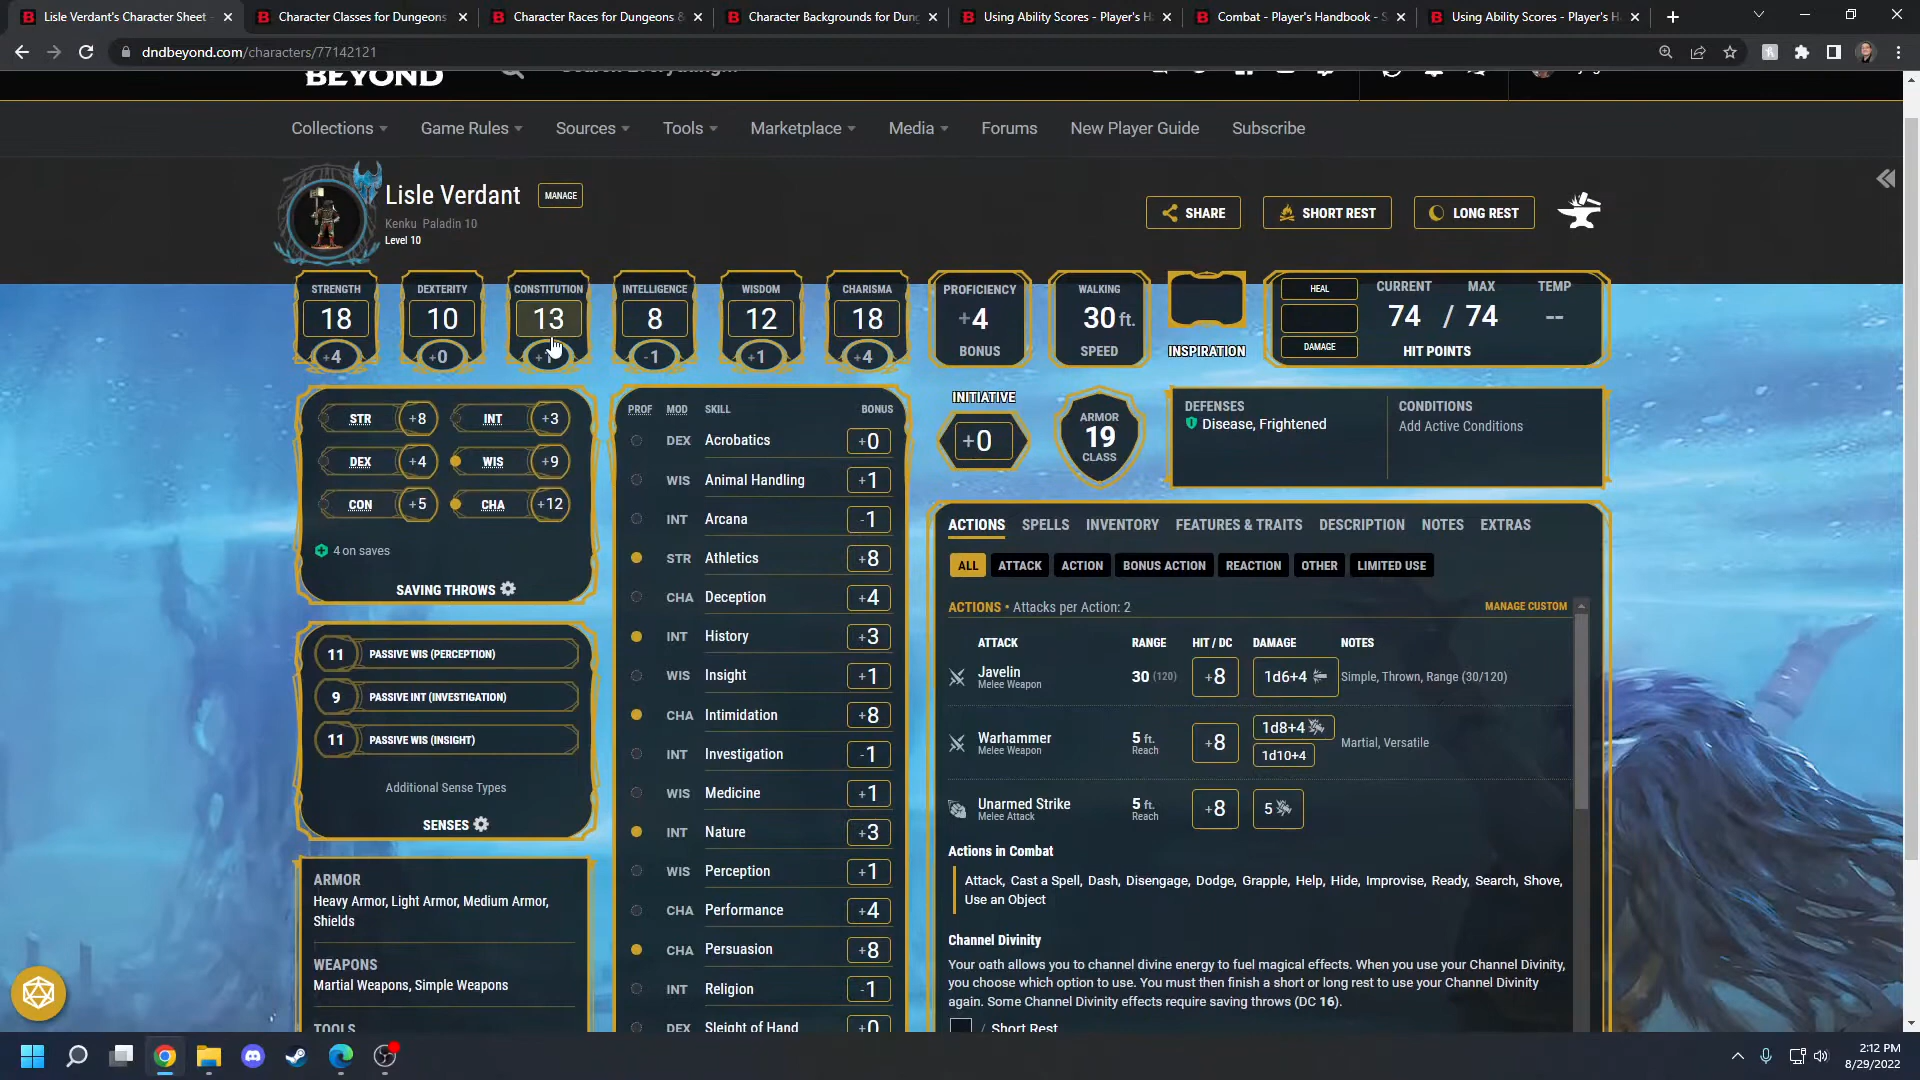 Lisle Verdant's Character Sheet
Character Classes for Dungeons
Character Races for Dungeons &
Character Backgrounds for Dung
Using Ability Scores - Player's H
Combat - Player's Handbook - S
Using Ability Scores - Player's H
dndbeyond.com/characters/77142121
BEYOND
Search Everything...
Collections
Game Rules
Sources
Tools
Marketplace
Media
Forums
New Player Guide
Subscribe
Lisle Verdant
MANAGE
Kenku Paladin 10
Level 10
SHARE
SHORT REST
LONG REST
STRENGTH
18
+4
DEXTERITY
10
+0
CONSTITUTION
13
INTELLIGENCE
8
-1
WISDOM
12
+1
CHARISMA
18
+4
PROFICIENCY
+4
BONUS
WALKING
30 ft.
SPEED
INSPIRATION
HEAL
DAMAGE
CURRENT
MAX
TEMP
74 / 74 --
HIT POINTS
STR +8
INT +3
DEX +4
WIS +9
CON +5
CHA +12
4 on saves
SAVING THROWS
11 PASSIVE WIS (PERCEPTION)
9 PASSIVE INT (INVESTIGATION)
11 PASSIVE WIS (INSIGHT)
Additional Sense Types
SENSES
ARMOR
Heavy Armor, Light Armor, Medium Armor,
Shields
WEAPONS
Martial Weapons, Simple Weapons
TOOLS
PROF MOD SKILL BONUS
DEX Acrobatics +0
WIS Animal Handling +1
INT Arcana -1
STR Athletics +8
CHA Deception +4
INT History +3
WIS Insight +1
CHA Intimidation +8
INT Investigation -1
WIS Medicine +1
INT Nature +3
WIS Perception +1
CHA Performance +4
CHA Persuasion +8
INT Religion -1
DEX Sleight of Hand +0
INITIATIVE
+0
ARMOR
19
CLASS
DEFENSES
Disease, Frightened
CONDITIONS
Add Active Conditions
ACTIONS
SPELLS
INVENTORY
FEATURES & TRAITS
DESCRIPTION
NOTES
EXTRAS
ALL
ATTACK
ACTION
BONUS ACTION
REACTION
OTHER
LIMITED USE
ACTIONS • Attacks per Action: 2
MANAGE CUSTOM
ATTACK RANGE HIT / DC DAMAGE NOTES
Javelin
Melee Weapon
30 (120)
+8
1d6+4
Simple, Thrown, Range (30/120)
Warhammer
Melee Weapon
5 ft.
Reach
+8
1d8+4
1d10+4
Martial, Versatile
Unarmed Strike
Melee Attack
5 ft.
Reach
+8
5
Actions in Combat
Attack, Cast a Spell, Dash, Disengage, Dodge, Grapple, Help, Hide, Improvise, Ready, Search, Shove,
Use an Object
Channel Divinity
Your oath allows you to channel divine energy to fuel magical effects. When you use your Channel Divinity,
you choose which option to use. You must then finish a short or long rest to use your Channel Divinity
again. Some Channel Divinity effects require saving throws (DC 16).
/ Short Rest
2:12 PM
8/29/2022